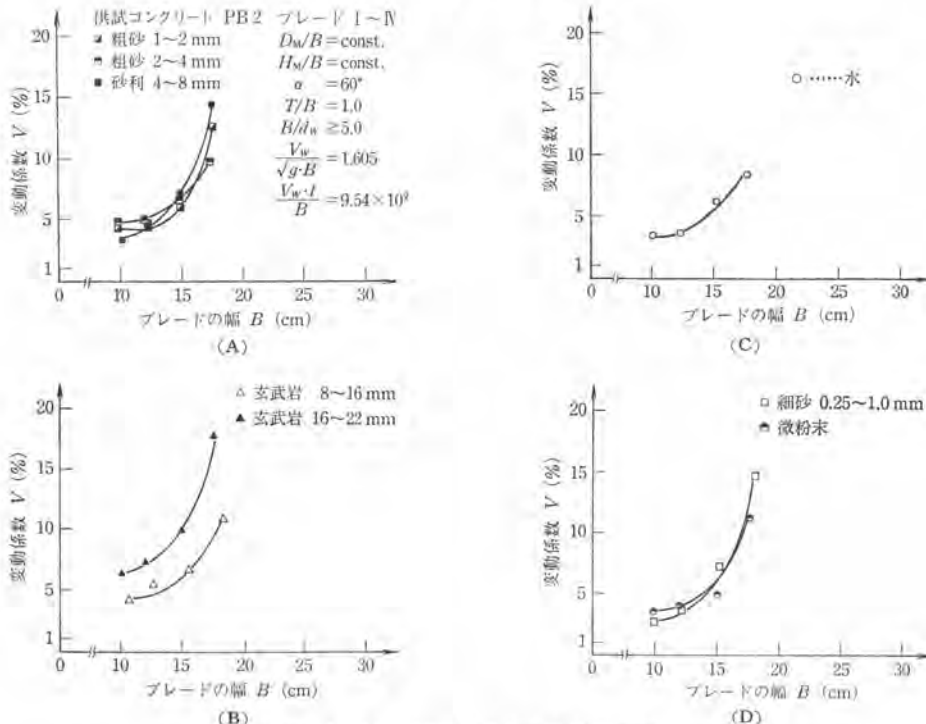 供試コンクリート PB 2 ブレード I~IV
粗砂 1~2 mm
粗砂 2~4 mm
砂利 4~8 mm
D_M/B=const.
H_M/B=const.
α =60°
T/B =1.0
B/d_W ≧5.0
V_W/√g·B =1.605
V_W·t/B =9.54×10²
変動係数 V (%)
20
15
10
5
1
0 10 15 20 25 30
ブレードの幅 B (cm)
(A)
水
変動係数 V (%)
20
15
10
5
1
0 10 15 20 25 30
ブレードの幅 B (cm)
(C)
玄武岩 8~16 mm
玄武岩 16~22 mm
変動係数 V (%)
20
15
10
5
1
0 10 15 20 25 30
ブレードの幅 B (cm)
(B)
細砂 0.25~1.0 mm
微粉末
変動係数 V (%)
20
15
10
5
1
0 10 15 20 25 30
ブレードの幅 B (cm)
(D)